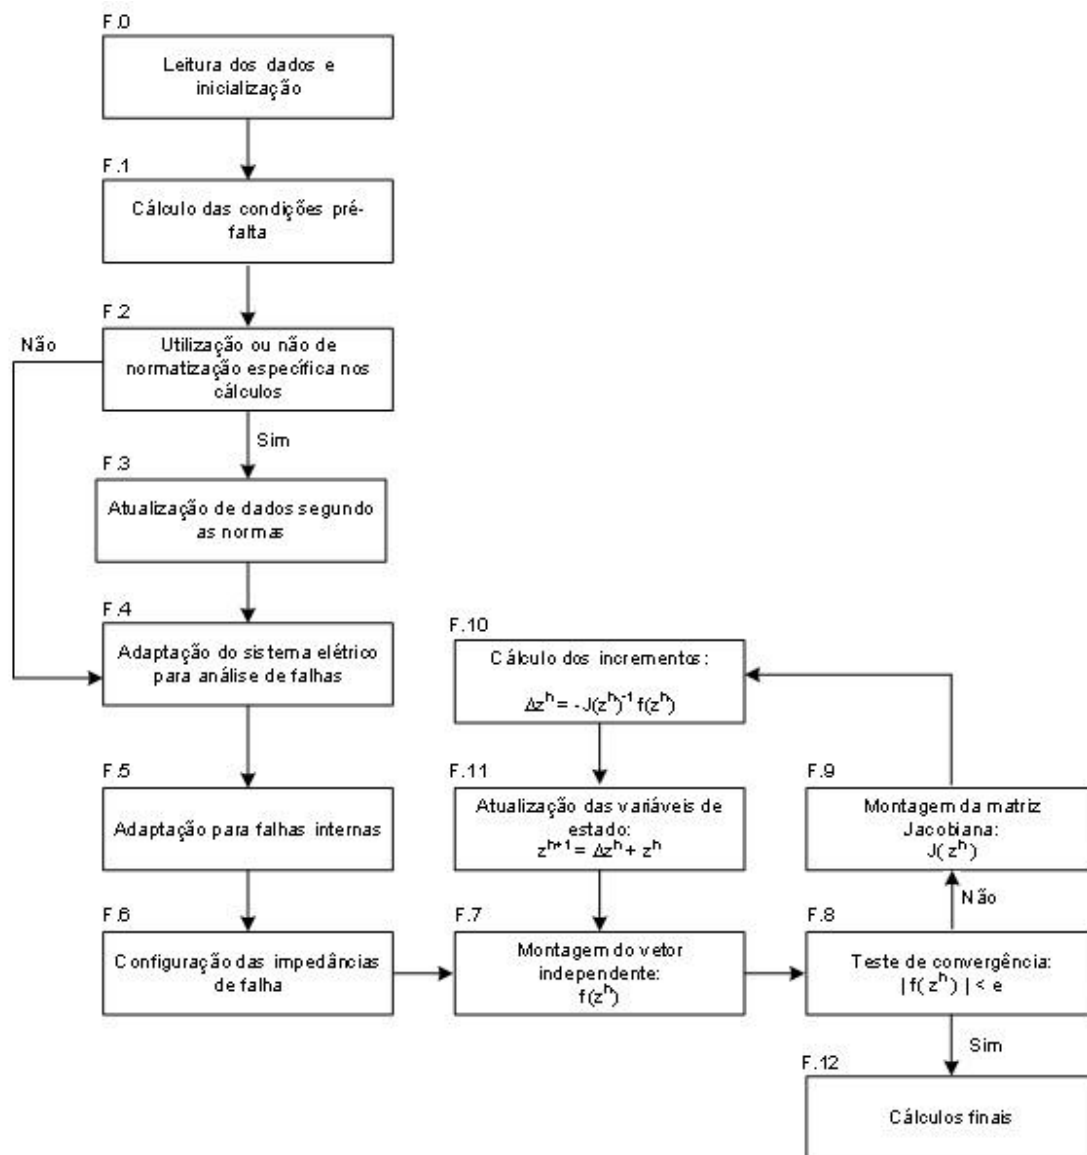 F.0
Leitura dos dados e
inicialização
F.1
Cálculo das condições pré-
falta
F.2
Não
Utilização ou não de
normatização específica nos
cálculos
Sim
F.3
Atualização de dados segundo
as normas
F.4
Adaptação do sistema elétrico
para análise de falhas
F.5
Adaptação para falhas internas
F.6
Configuração das impedâncias
de falha
F.10
Cálculo dos incrementos:
Δz^h = - J(z^h)^-1 f(z^h)
F.11
Atualização das variáveis de
estado:
z^h+1 = Δz^h + z^h
F.7
Montagem do vetor
independente:
f(z^h)
F.9
Montagem da matriz
Jacobiana:
J( z^h)
Não
F.8
Teste de convergência:
| f( z^h) | < e
Sim
F.12
Cálculos finais